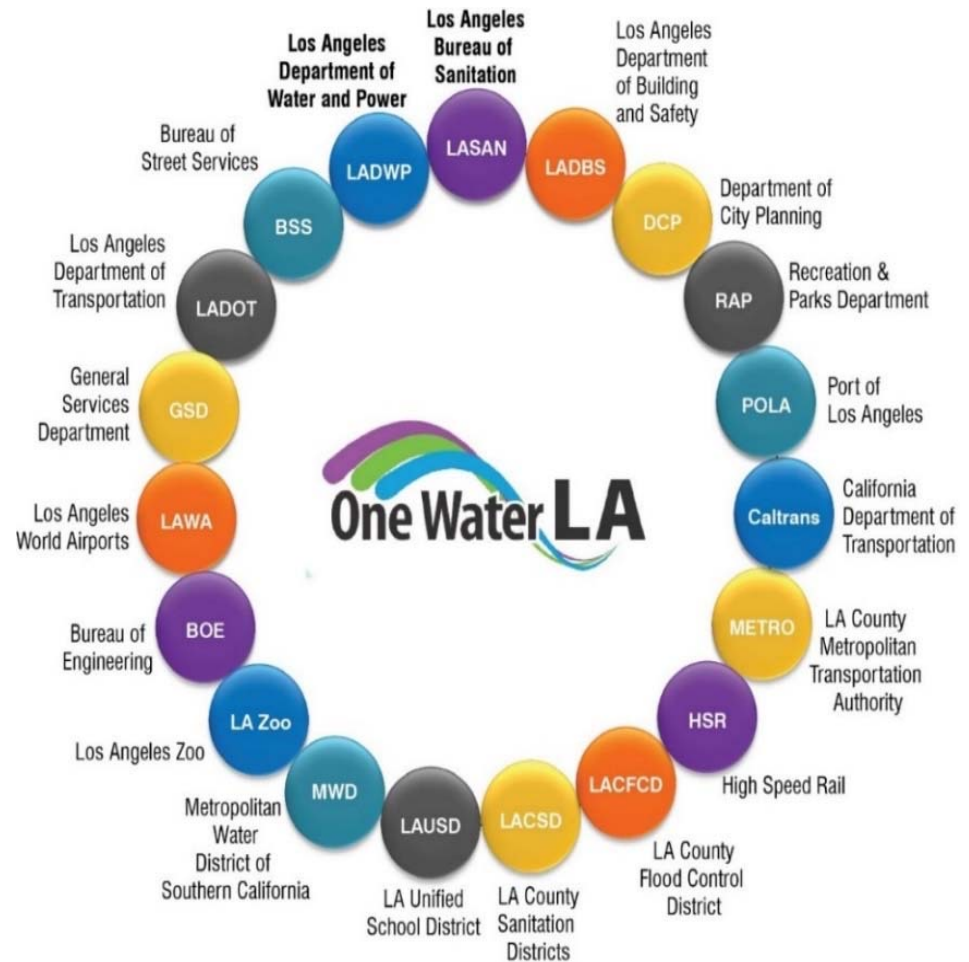 Los Angeles
Bureau of
Sanitation
LASAN
Los Angeles
Department
of Building
and Safety
LADBS
Department of
City Planning
DCP
Recreation &
Parks Department
RAP
Port of
Los Angeles
POLA
California
Department of
Transportation
Caltrans
LA County
Metropolitan
Transportation
Authority
METRO
High Speed Rail
HSR
LA County
Flood Control
District
LACFCD
LA County
Sanitation
Districts
LACSD
LA Unified
School District
LAUSD
Metropolitan
Water
District of
Southern California
MWD
Los Angeles Zoo
LA Zoo
Bureau of
Engineering
BOE
Los Angeles
World Airports
LAWA
General
Services
Department
GSD
Los Angeles
Department of
Transportation
LADOT
Bureau of
Street Services
BSS
Los Angeles
Department of
Water and Power
LADWP
One Water LA